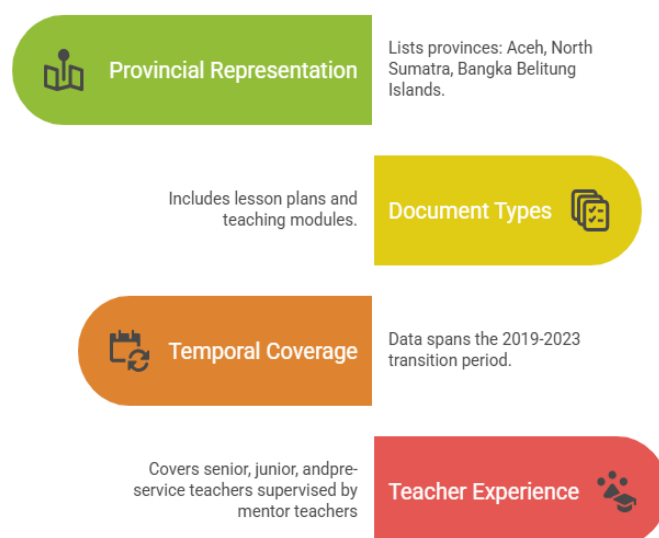 Provincial Representation
Lists provinces: Aceh, North
Sumatra, Bangka Belitung
Islands.
Includes lesson plans and
teaching modules.
Document Types
Temporal Coverage
Data spans the 2019-2023
transition period.
Covers senior, junior, andpre-
service teachers supervised by
mentor teachers
Teacher Experience